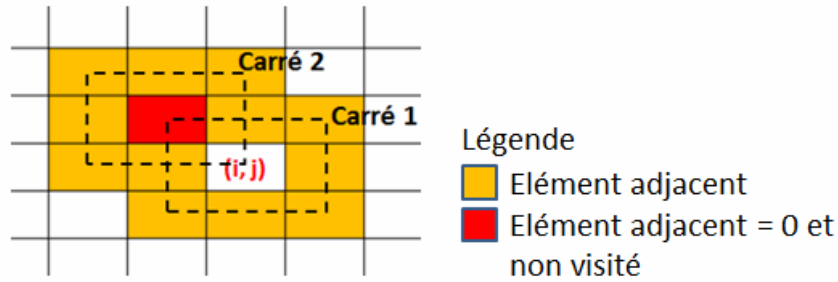 Carré 2
Carré 1
(i, j)
Légende
Elément adjacent
Elément adjacent = 0 et
non visité